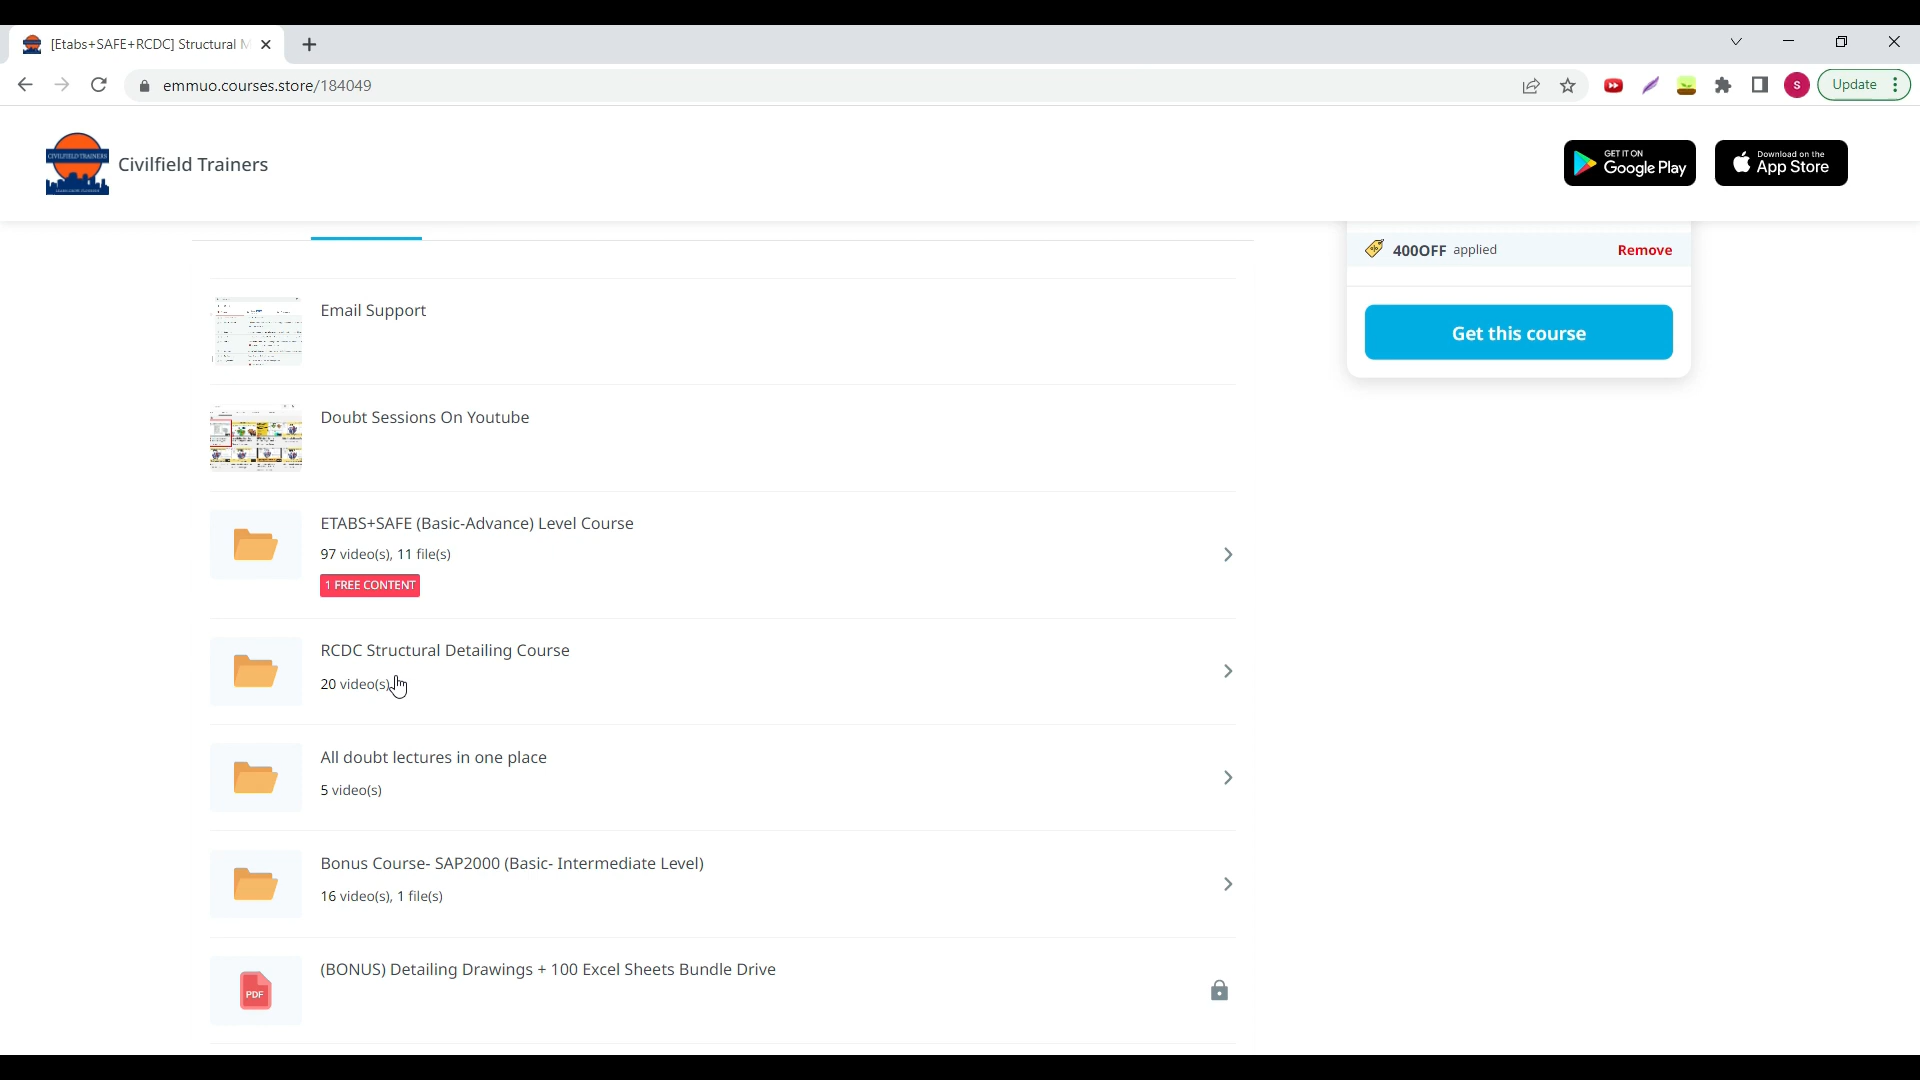 [Etabs+SAFE+RCDC] Structural M
emmuo.courses.store/184049
S
Update
CIVILFIELD TRAINERS
Civilfield Trainers
GET IT ON
Google Play
Download on the
App Store
400OFF applied
Remove
Get this course
Email Support
Doubt Sessions On Youtube
ETABS+SAFE (Basic-Advance) Level Course
97 video(s), 11 file(s)
1 FREE CONTENT
RCDC Structural Detailing Course
20 video(s)
All doubt lectures in one place
5 video(s)
Bonus Course- SAP2000 (Basic- Intermediate Level)
16 video(s), 1 file(s)
PDF
(BONUS) Detailing Drawings + 100 Excel Sheets Bundle Drive